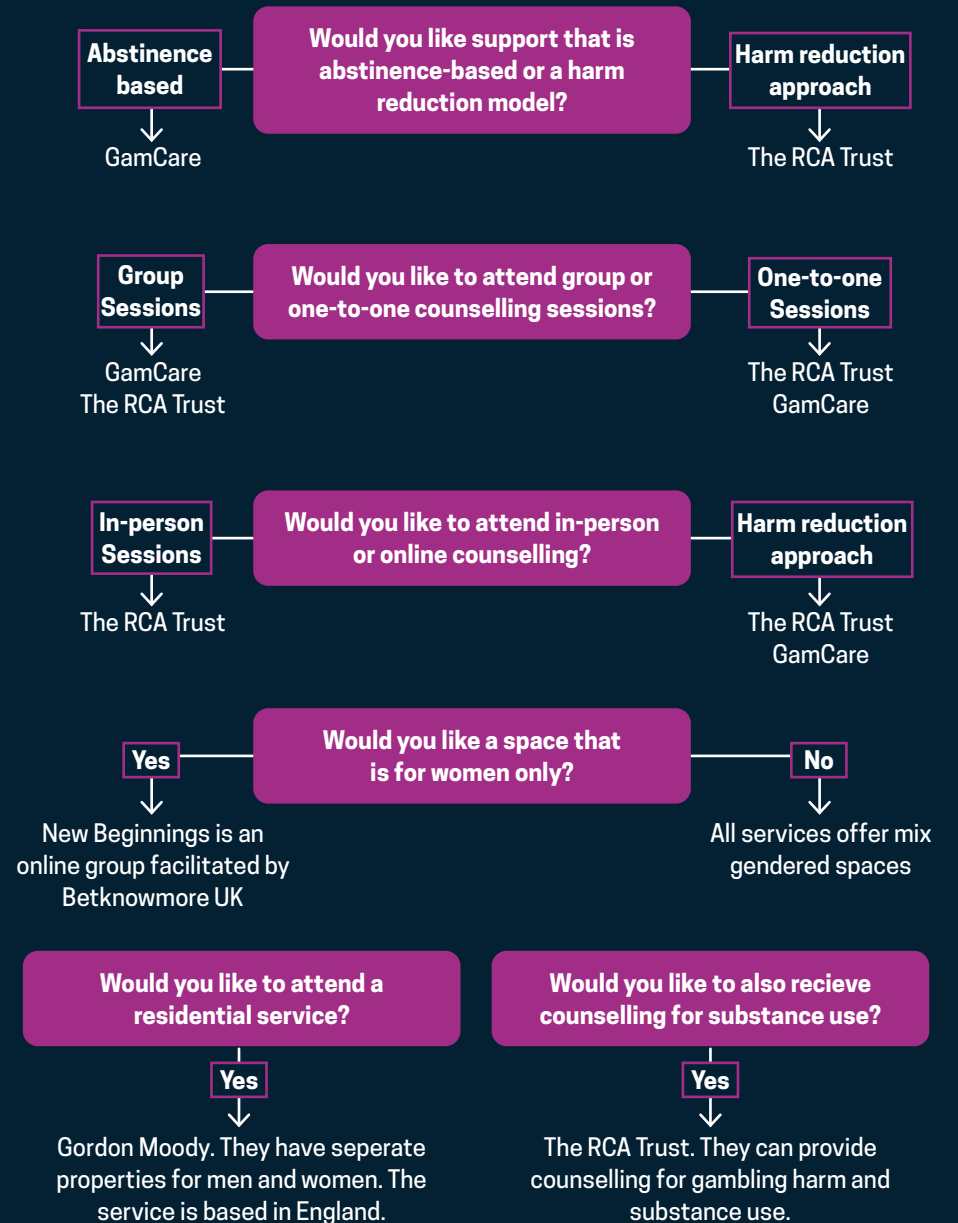 Would you like support that is
abstinence-based or a harm
reduction model?
Abstinence
based
GamCare
Harm reduction
approach
The RCA Trust
Would you like to attend group or
one-to-one counselling sessions?
Group
Sessions
GamCare
The RCA Trust
One-to-one
Sessions
The RCA Trust
GamCare
Would you like to attend in-person
or online counselling?
In-person
Sessions
The RCA Trust
Harm reduction
approach
The RCA Trust
GamCare
Would you like a space that
is for women only?
Yes
New Beginnings is an
online group facilitated by
Betknowmore UK
No
All services offer mix
gendered spaces
Would you like to attend a
residential service?
Yes
Gordon Moody. They have seperate
properties for men and women. The
service is based in England.
Would you like to also recieve
counselling for substance use?
Yes
The RCA Trust. They can provide
counselling for gambling harm and
substance use.